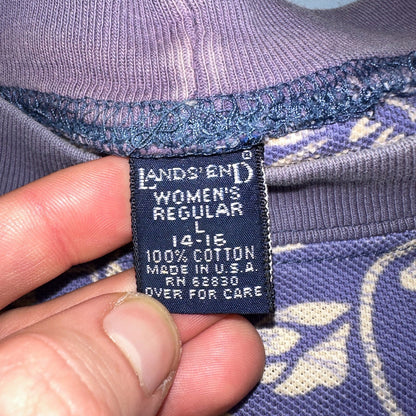 LANDS' END®
WOMEN'S
REGULAR
L
14-16
100% COTTON
MADE IN U.S.A.
RN 62830
OVER FOR CARE